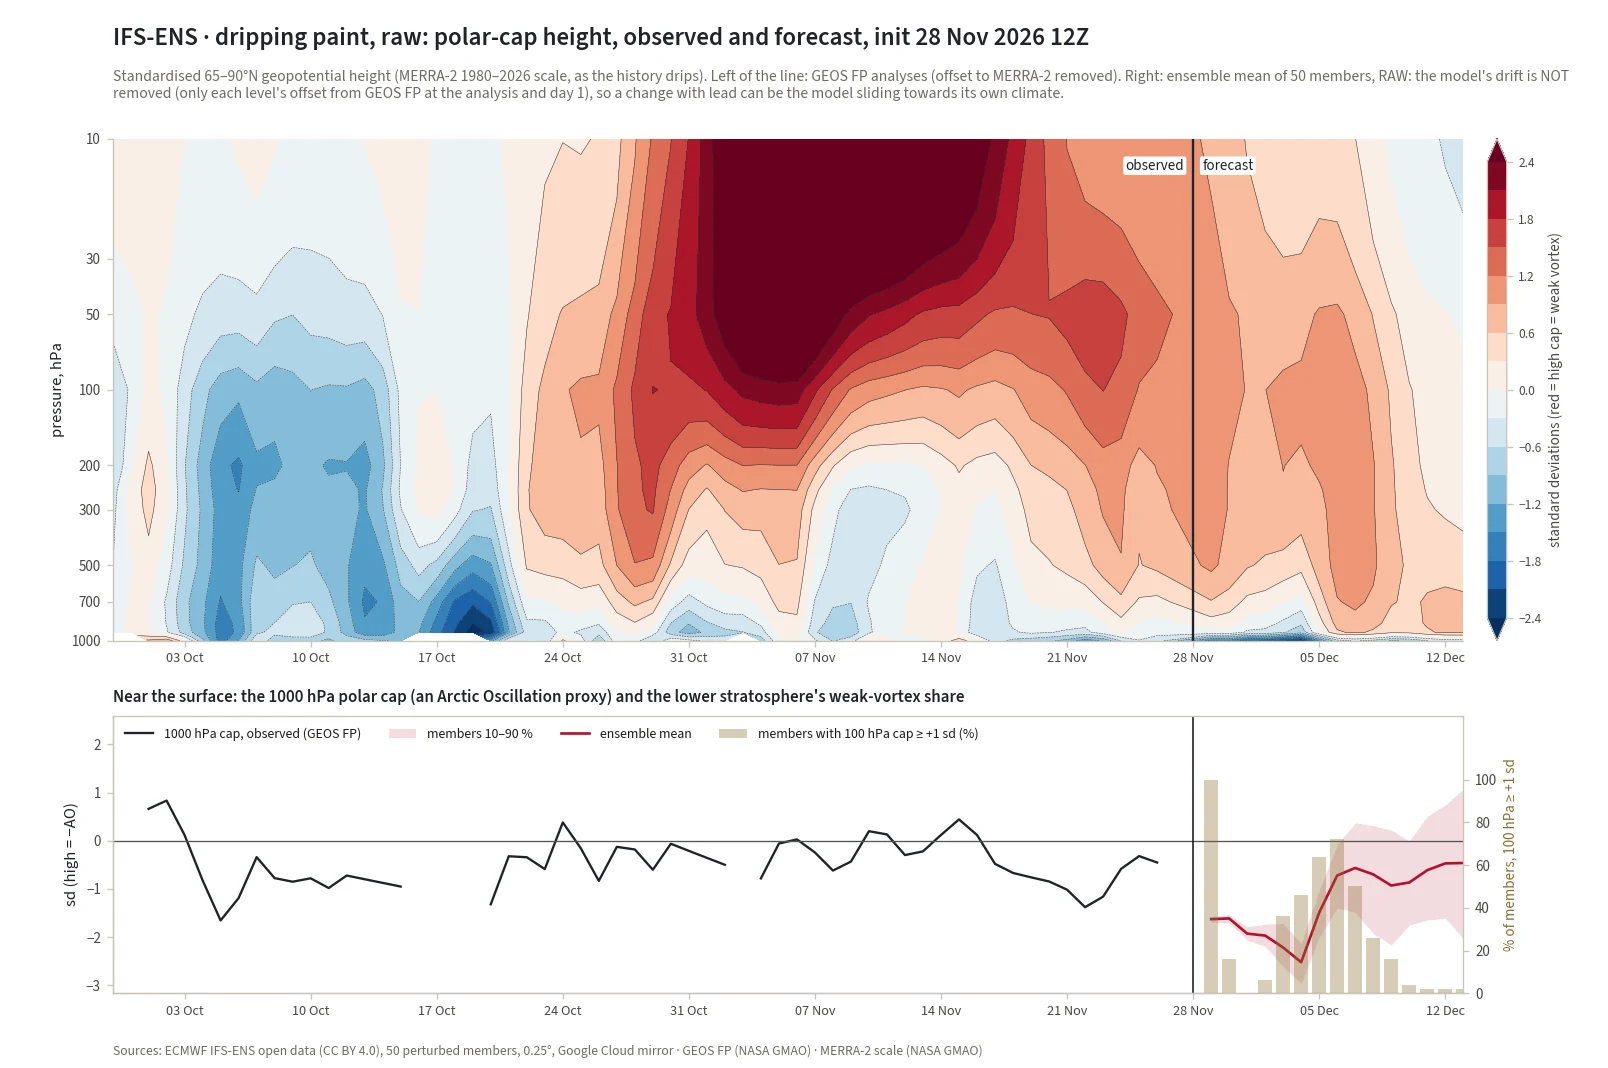 IFS-ENS · dripping paint, raw: polar-cap height, observed and forecast, init 28 Nov 2026 12Z
Standardised 65–90°N geopotential height (MERRA-2 1980–2026 scale, as the history drips). Left of the line: GEOS FP analyses (offset to MERRA-2 removed). Right: ensemble mean of 50 members, RAW: the model's drift is NOT
removed (only each level's offset from GEOS FP at the analysis and day 1), so a change with lead can be the model sliding towards its own climate.
pressure, hPa
10
30
50
100
200
300
500
700
1000
observed
forecast
03 Oct
10 Oct
17 Oct
24 Oct
31 Oct
07 Nov
14 Nov
21 Nov
28 Nov
05 Dec
12 Dec
2.4
1.8
1.2
0.6
0.0
−0.6
−1.2
−1.8
−2.4
standard deviations (red = high cap = weak vortex)
Near the surface: the 1000 hPa polar cap (an Arctic Oscillation proxy) and the lower stratosphere's weak-vortex share
1000 hPa cap, observed (GEOS FP)
members 10–90 %
ensemble mean
members with 100 hPa cap ≥ +1 sd (%)
sd (high = −AO)
2
1
0
−1
−2
−3
100
80
60
40
20
0
% of members, 100 hPa ≥ +1 sd
03 Oct
10 Oct
17 Oct
24 Oct
31 Oct
07 Nov
14 Nov
21 Nov
28 Nov
05 Dec
12 Dec
Sources: ECMWF IFS-ENS open data (CC BY 4.0), 50 perturbed members, 0.25°, Google Cloud mirror · GEOS FP (NASA GMAO) · MERRA-2 scale (NASA GMAO)